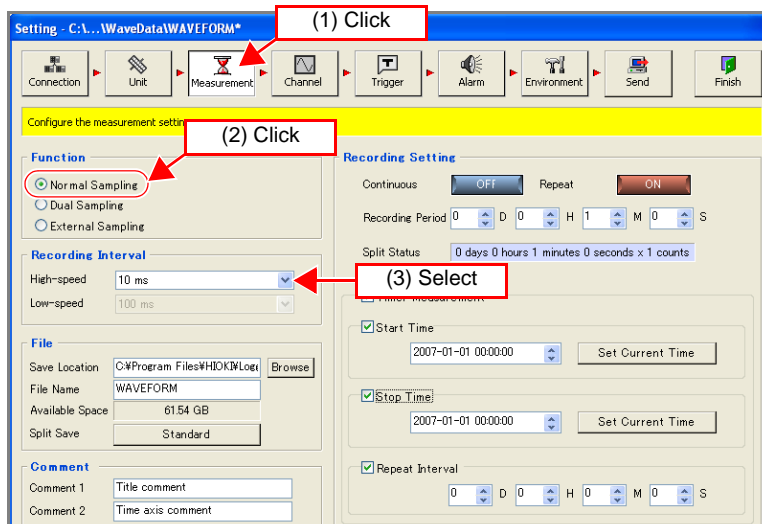 Setting - C:\...\WaveData\WAVEFORM*
(1) Click
Connection
Unit
Measurement
Channel
Trigger
Alarm
Environment
Send
Finish
Configure the measurement
(2) Click
Function
Normal Sampling
Dual Sampling
External Sampling
Recording Interval
High-speed 10 ms
Low-speed 100 ms
(3) Select
File
Save Location C:¥Program Files¥HIOKI¥Log Browse
File Name WAVEFORM
Available Space 61.54 GB
Split Save Standard
Comment
Comment 1 Title comment
Comment 2 Time axis comment
Recording Setting
Continuous OFF Repeat ON
Recording Period 0 D 0 H 1 M 0 S
Split Status 0 days 0 hours 1 minutes 0 seconds x 1 counts
Timer Measurement
Start Time
2007-01-01 00:00:00 Set Current Time
Stop Time
2007-01-01 00:00:00 Set Current Time
Repeat Interval
0 D 0 H 0 M 0 S